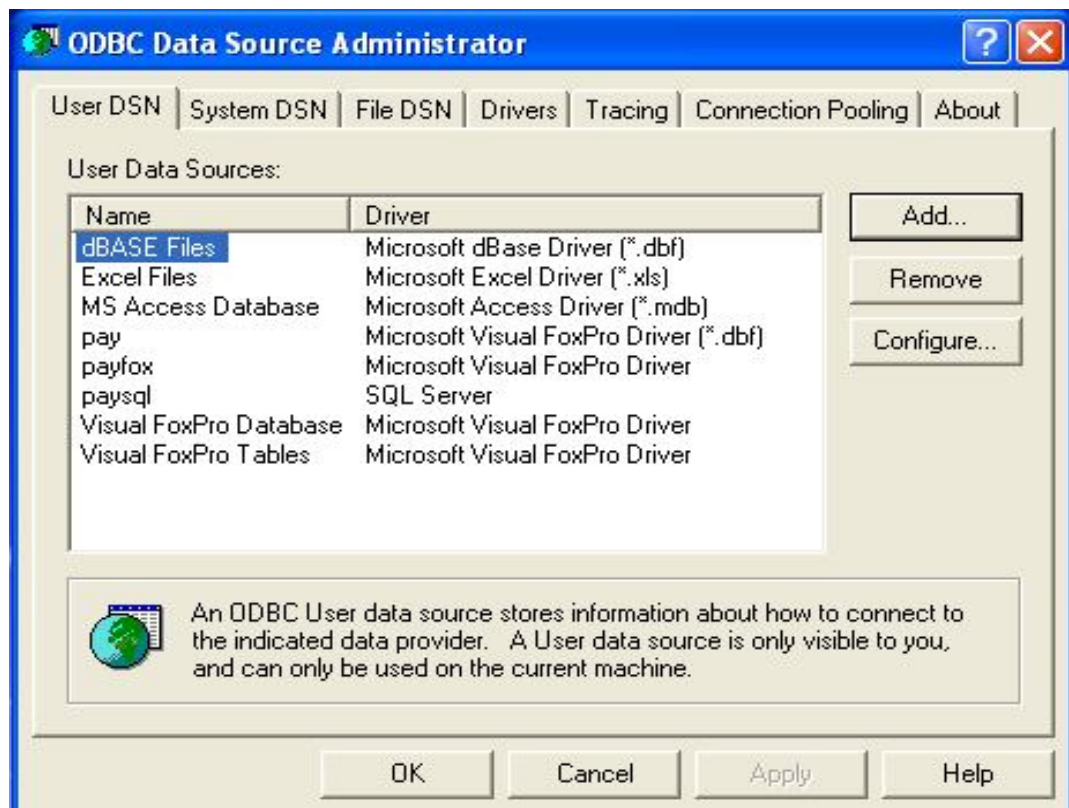 ODBC Data Source Administrator
User DSN System DSN File DSN Drivers Tracing Connection Pooling About
User Data Sources:
Name Driver Add...
dBASE Files Microsoft dBase Driver (*.dbf)
Excel Files Microsoft Excel Driver (*.xls) Remove
MS Access Database Microsoft Access Driver (*.mdb)
pay Microsoft Visual FoxPro Driver (*.dbf) Configure...
payfox Microsoft Visual FoxPro Driver
paysql SQL Server
Visual FoxPro Database Microsoft Visual FoxPro Driver
Visual FoxPro Tables Microsoft Visual FoxPro Driver
An ODBC User data source stores information about how to connect to
the indicated data provider. A User data source is only visible to you,
and can only be used on the current machine.
OK Cancel Apply Help